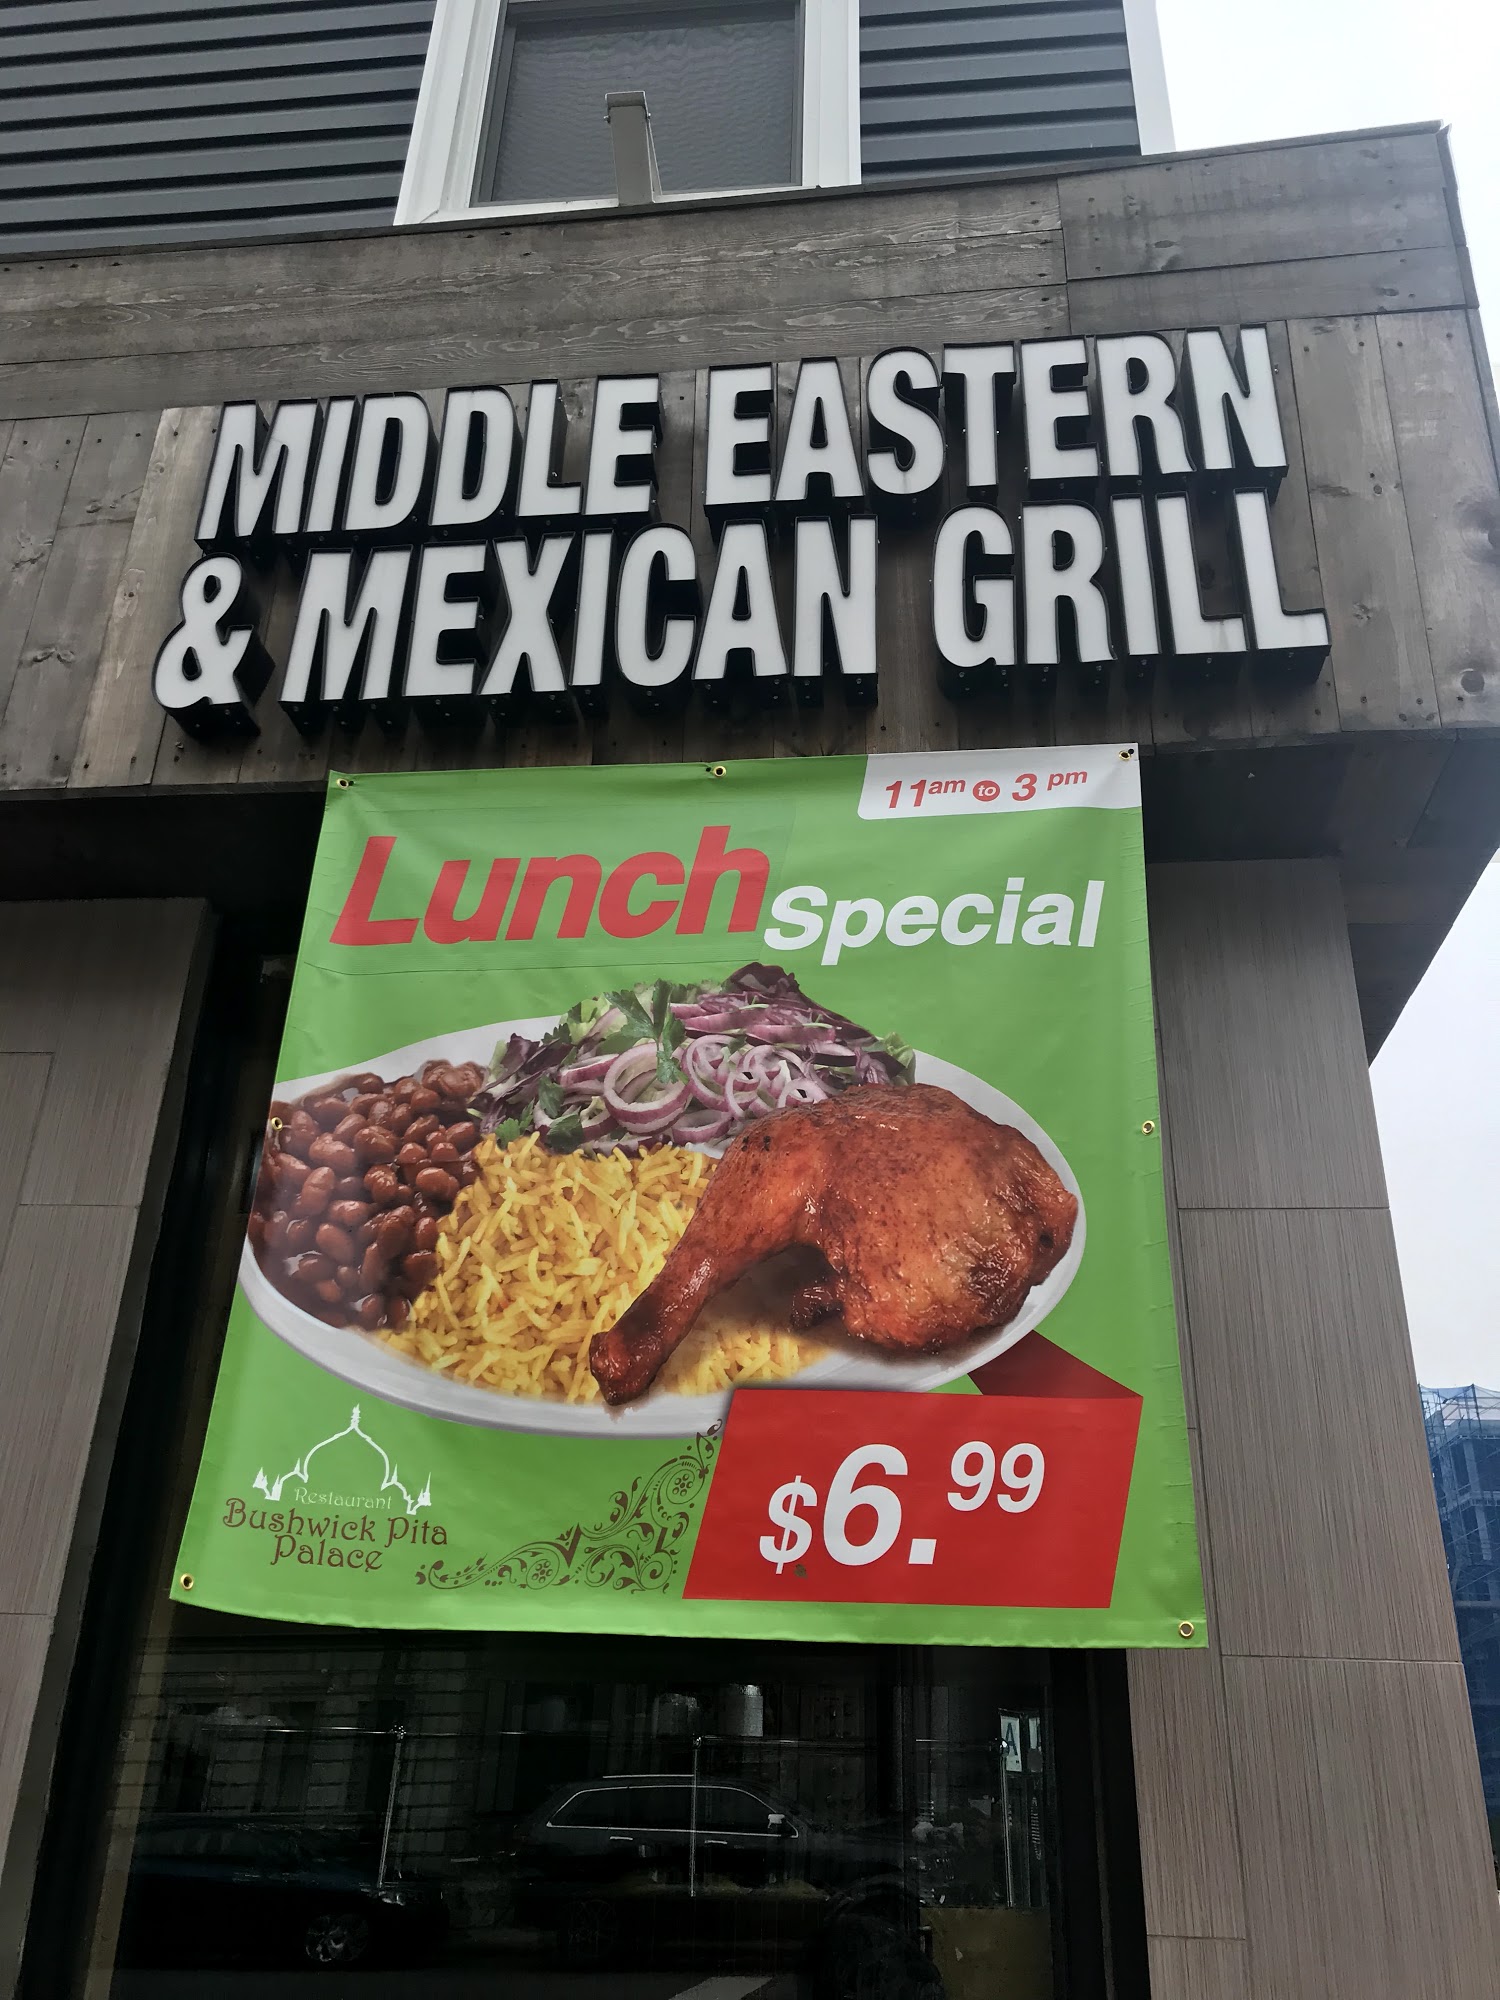 MIDDLE EASTERN
& MEXICAN GRILL
11am to 3 pm
Lunch Special
Restaurant
Bushwick Pita
Palace
$6.99
A